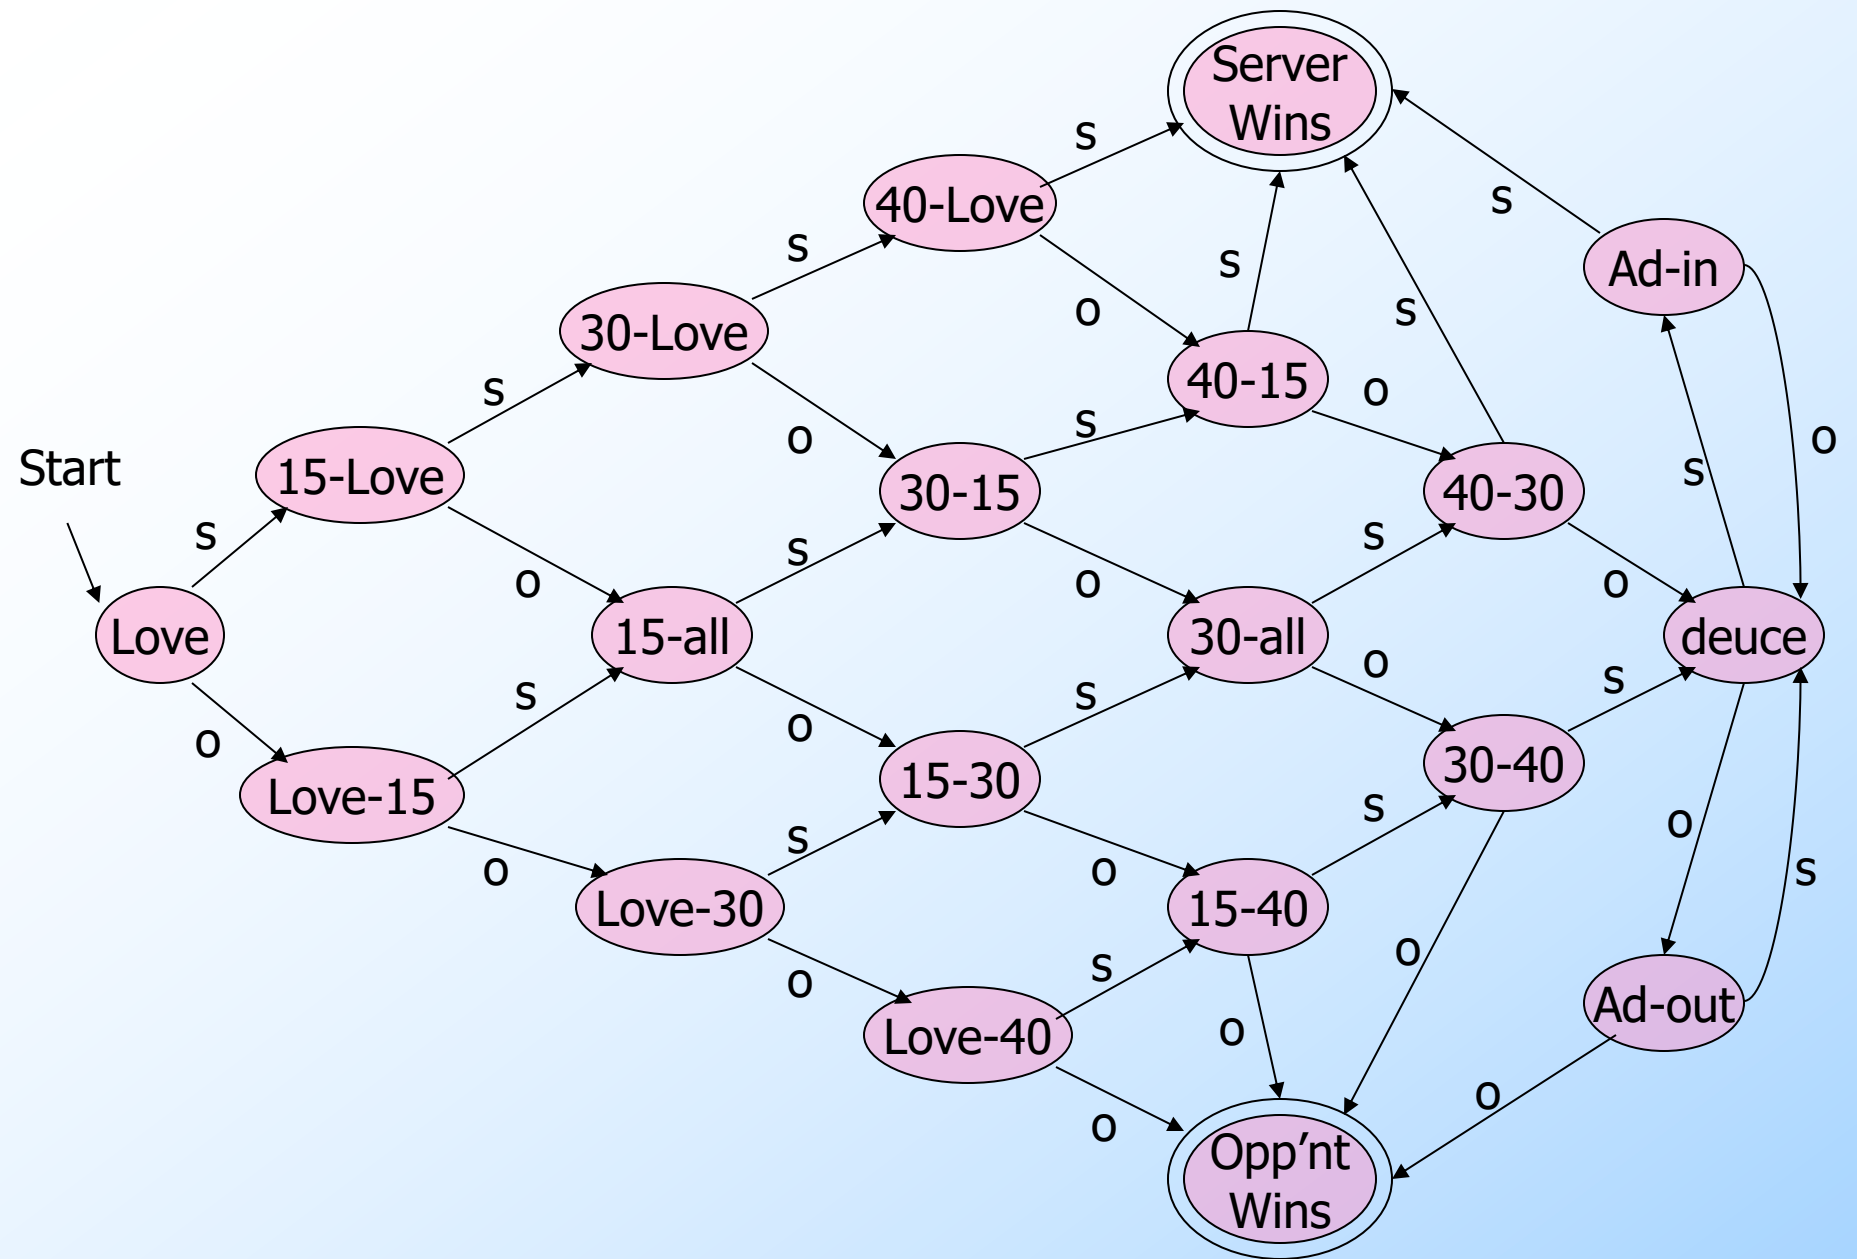 Server
Wins
s
40-Love
s
s
Ad-in
s
o
s
30-Love
40-15
s
o
s
o
o
Start
15-Love
30-15
s
40-30
s
s
s
o
o
o
Love
15-all
30-all
deuce
o
s
s
s
o
o
Love-15
15-30
30-40
s
s
o
o
o
s
Love-30
15-40
o
s
o
Ad-out
o
Love-40
o
o
o
Opp’nt
Wins